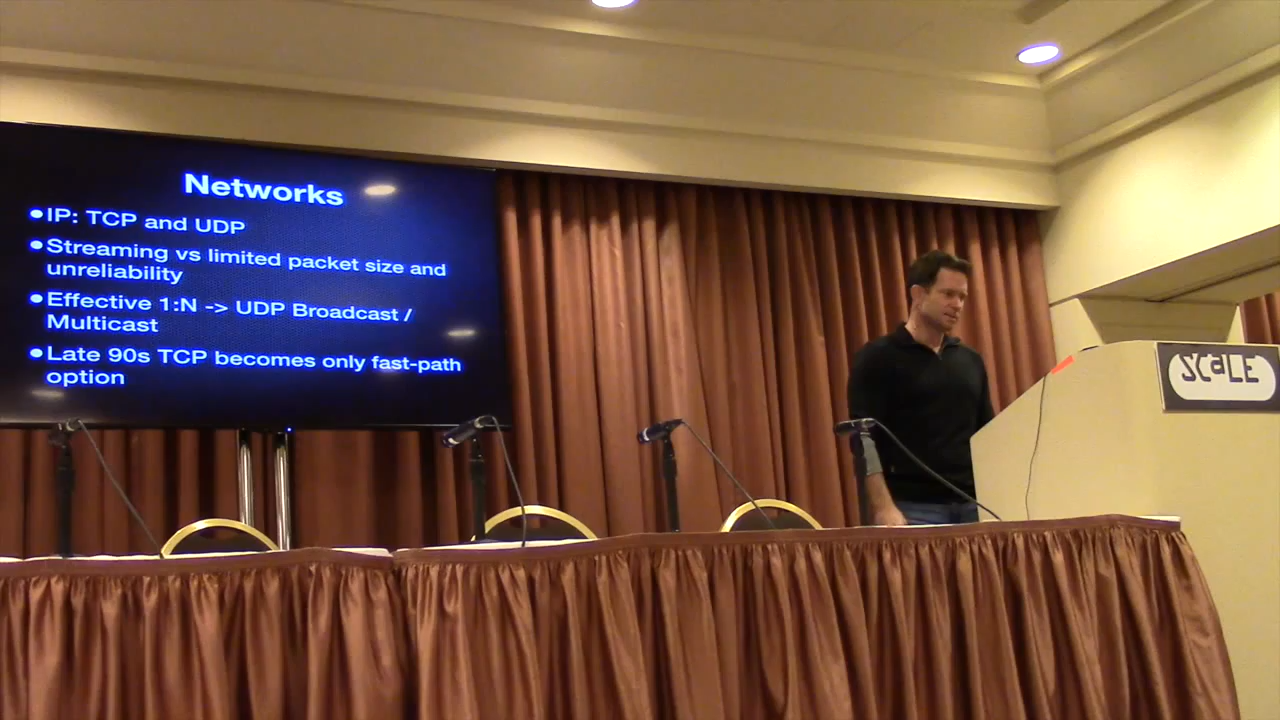 Networks
●IP: TCP and UDP
●Streaming vs limited packet size and
unreliability
●Effective 1:N -> UDP Broadcast /
Multicast
●Late 90s TCP becomes only fast-path
option
SCaLE